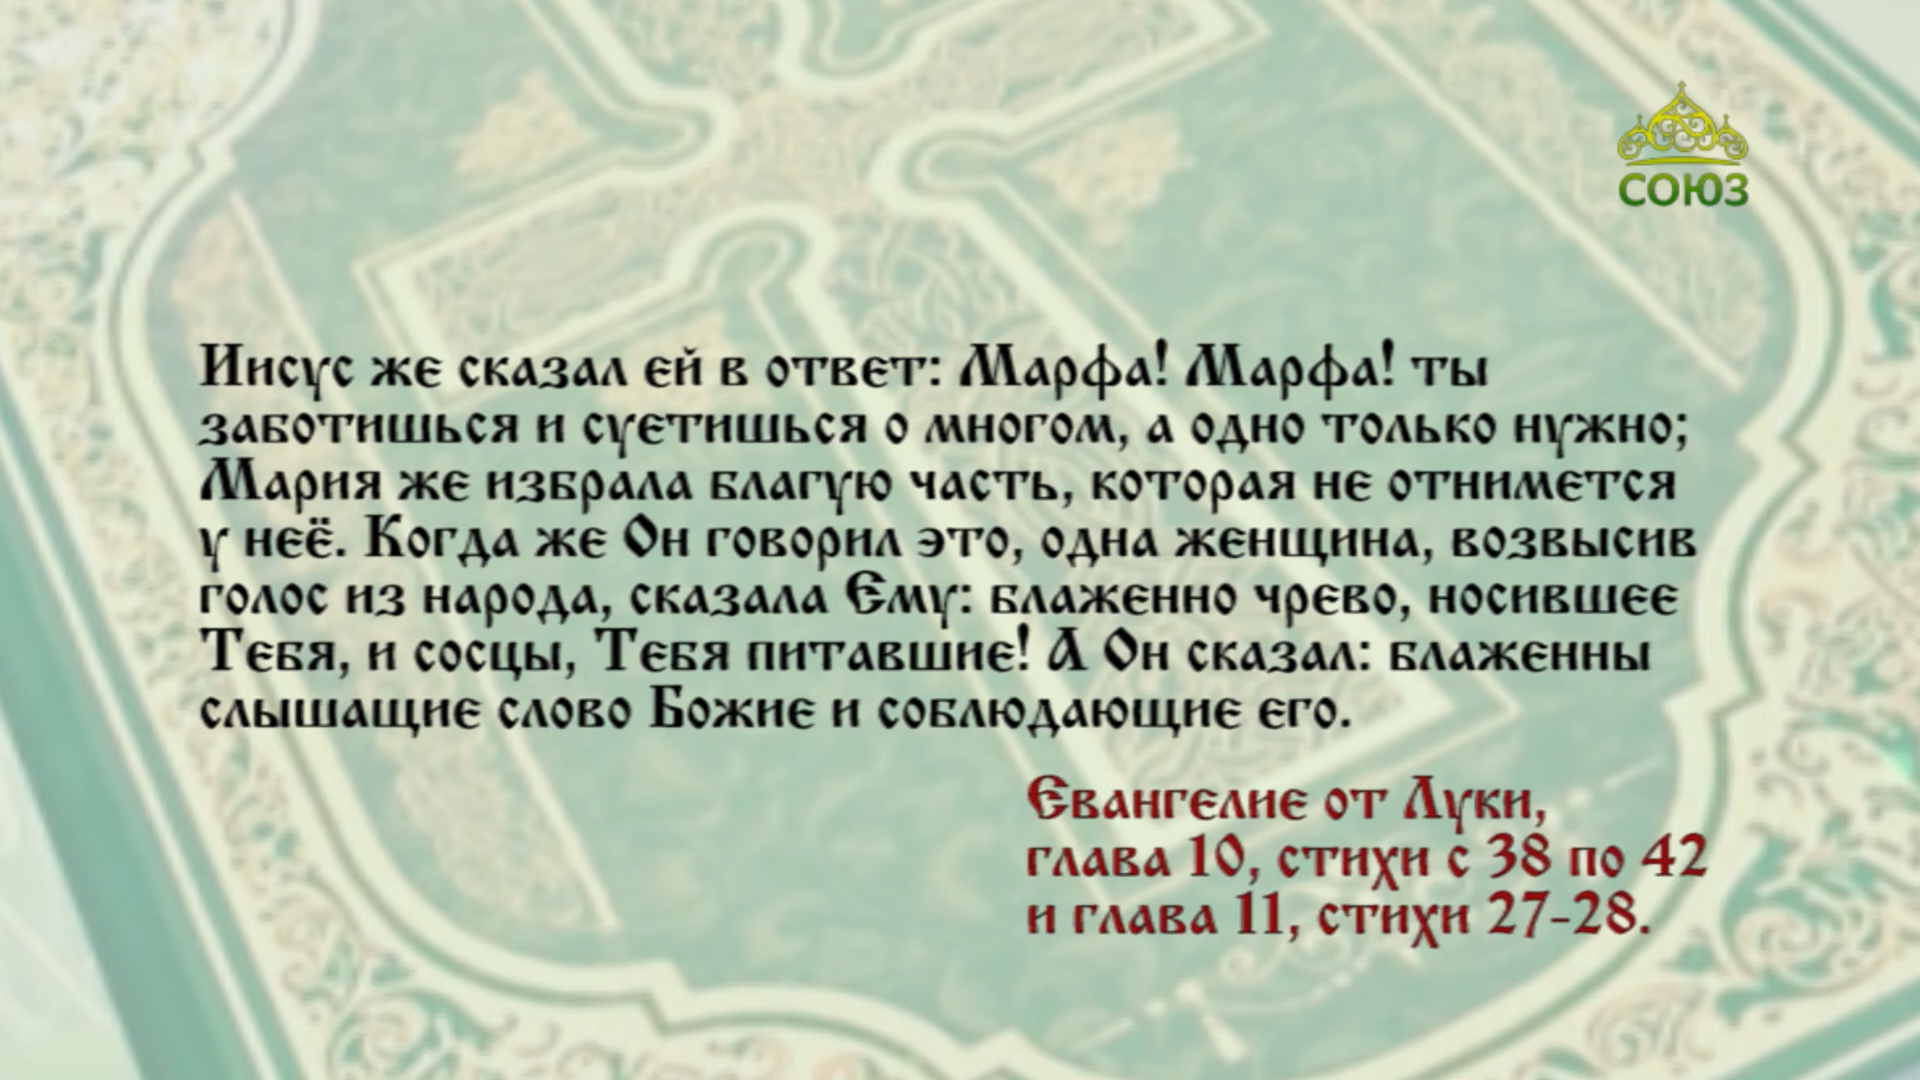 СОЮЗ
Иисус же сказал ей в ответ: Марфа! Марфа! ты
заботишься и суетишься о многом, а одно только нужно;
Мария же избрала благую часть, которая не отнимется
у неё. Когда же Он говорил это, одна женщина, возвысив
голос из народа, сказала Ему: блаженно чрево, носившее
Тебя, и сосцы, Тебя питавшие! А Он сказал: блаженны
слышащие слово Божие и соблюдающие его.
Евангелие от Луки,
глава 10, стихи с 38 по 42
и глава 11, стихи 27-28.